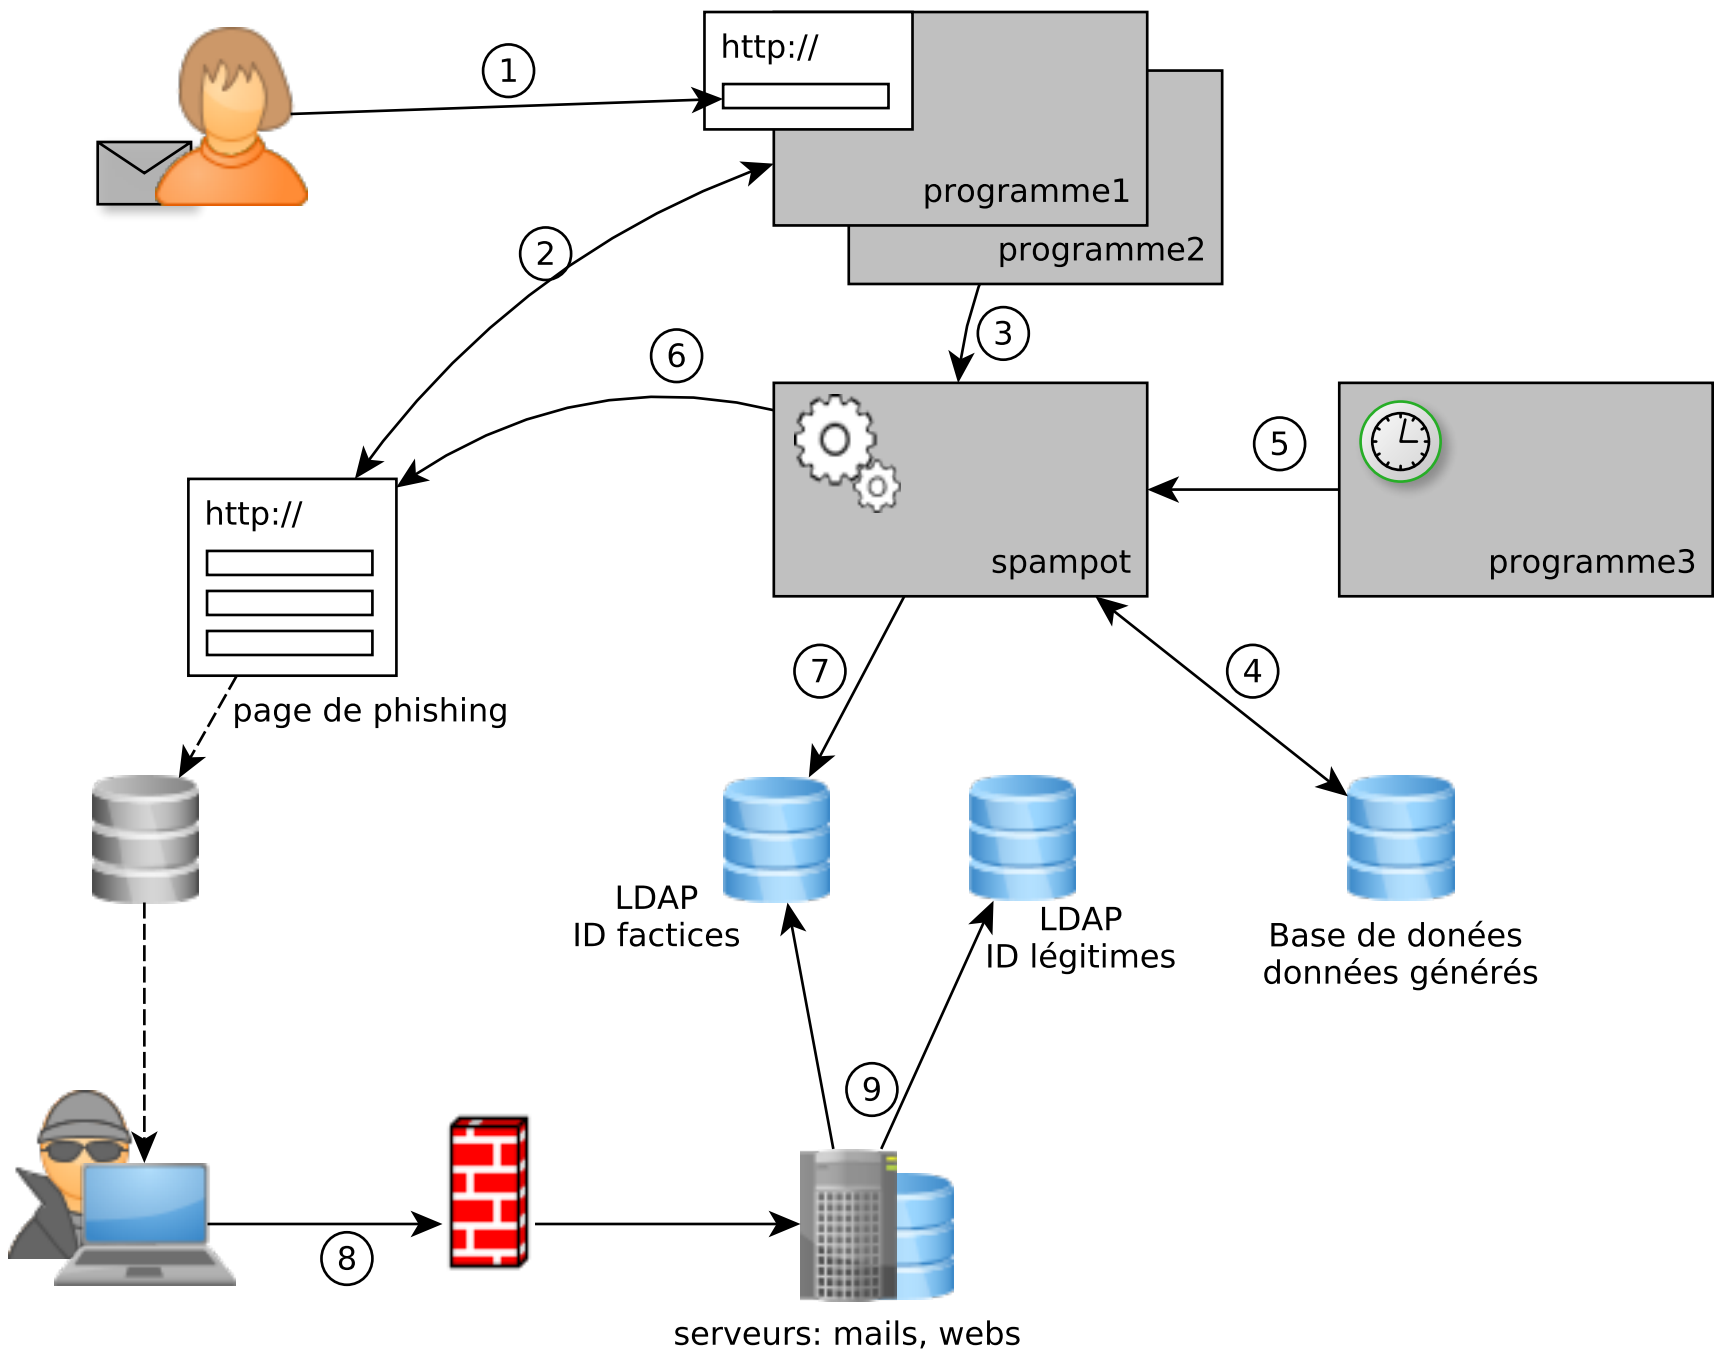 1
http://
programme1
programme2
2
3
6
5
http://
spampot
programme3
7
4
page de phishing
LDAP
ID factices
LDAP
ID légitimes
Base de donées
données générés
9
8
serveurs: mails, webs